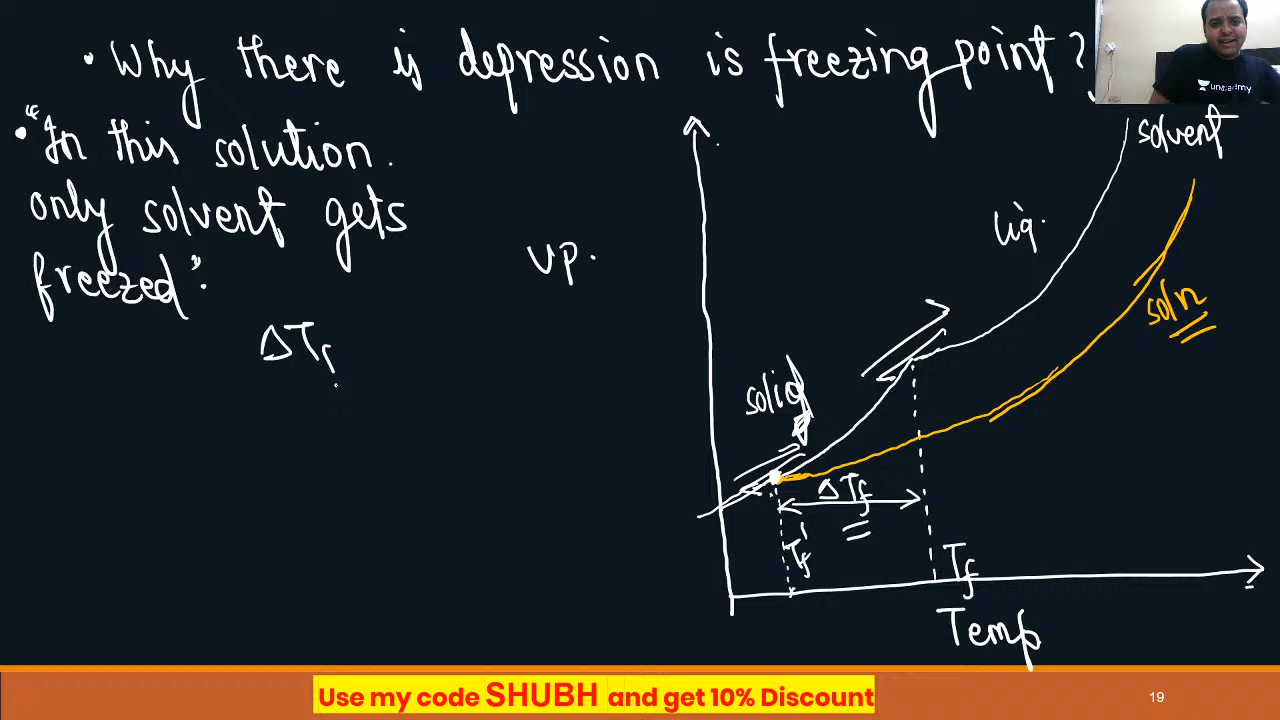 • Why there is depression is freezing point?
• "In this solution.
only solvent gets
freezed".
ΔTf
VP.
solid
liq.
solvent
soln
ΔTf
Tf'
Tf
Temp
unacademy
Use my code SHUBH and get 10% Discount
19